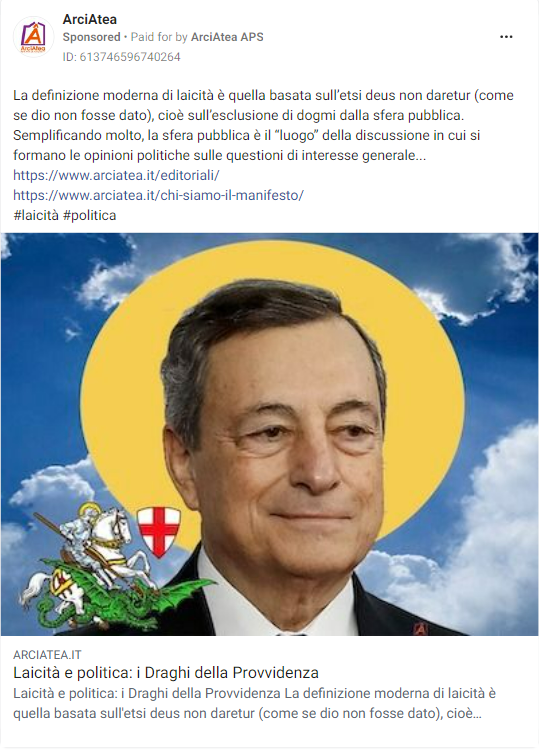 ArciAtea
Sponsored • Paid for by ArciAtea APS
ID: 613746596740264
La definizione moderna di laicità è quella basata sull'etsi deus non daretur (come
se dio non fosse dato), cioè sull'esclusione di dogmi dalla sfera pubblica.
Semplificando molto, la sfera pubblica è il “luogo” della discussione in cui si
formano le opinioni politiche sulle questioni di interesse generale...
https://www.arciatea.it/editoriali/
https://www.arciatea.it/chi-siamo-il-manifesto/
#laicità #politica
ARCIATEA.IT
Laicità e politica: i Draghi della Provvidenza
Laicità e politica: i Draghi della Provvidenza La definizione moderna di laicità è
quella basata sull'etsi deus non daretur (come se dio non fosse dato), cioè…